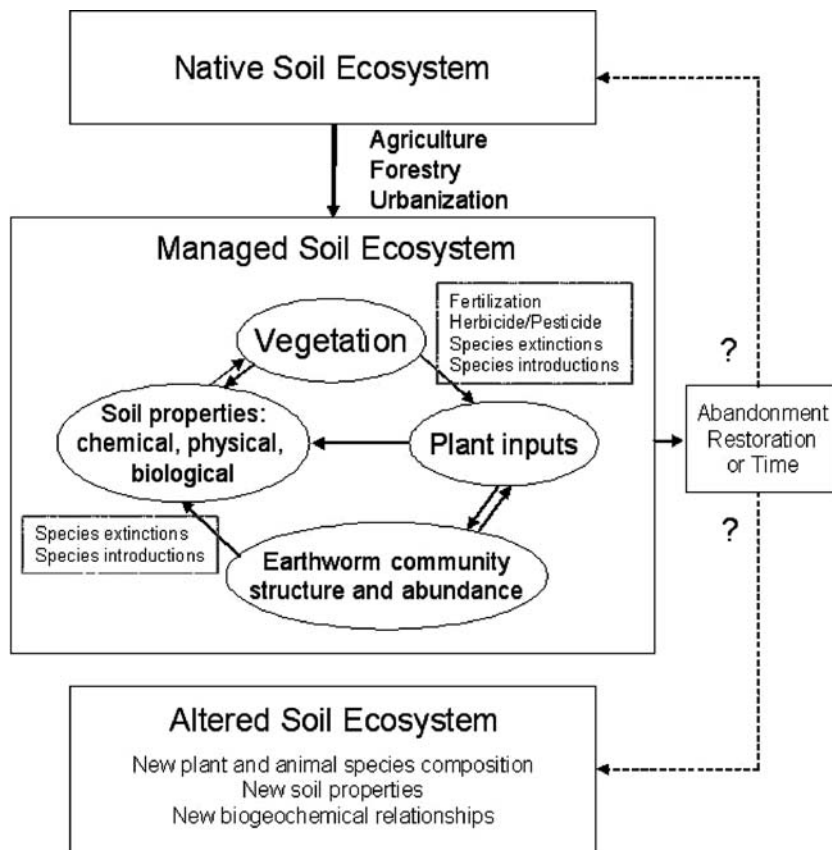 Native Soil Ecosystem
Agriculture
Forestry
Urbanization
Managed Soil Ecosystem
Fertilization
Herbicide/Pesticide
Species extinctions
Species introductions
Vegetation
Soil properties:
chemical, physical,
biological
Plant inputs
Species extinctions
Species introductions
Earthworm community
structure and abundance
?
Abandonment
Restoration
or Time
?
Altered Soil Ecosystem
New plant and animal species composition
New soil properties
New biogeochemical relationships